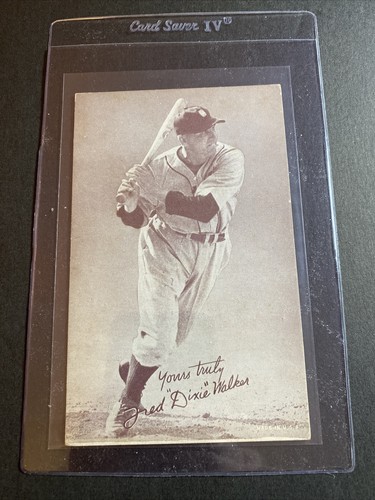 Card Saver IV®
Yours truly
Fred "Dixie" Walker